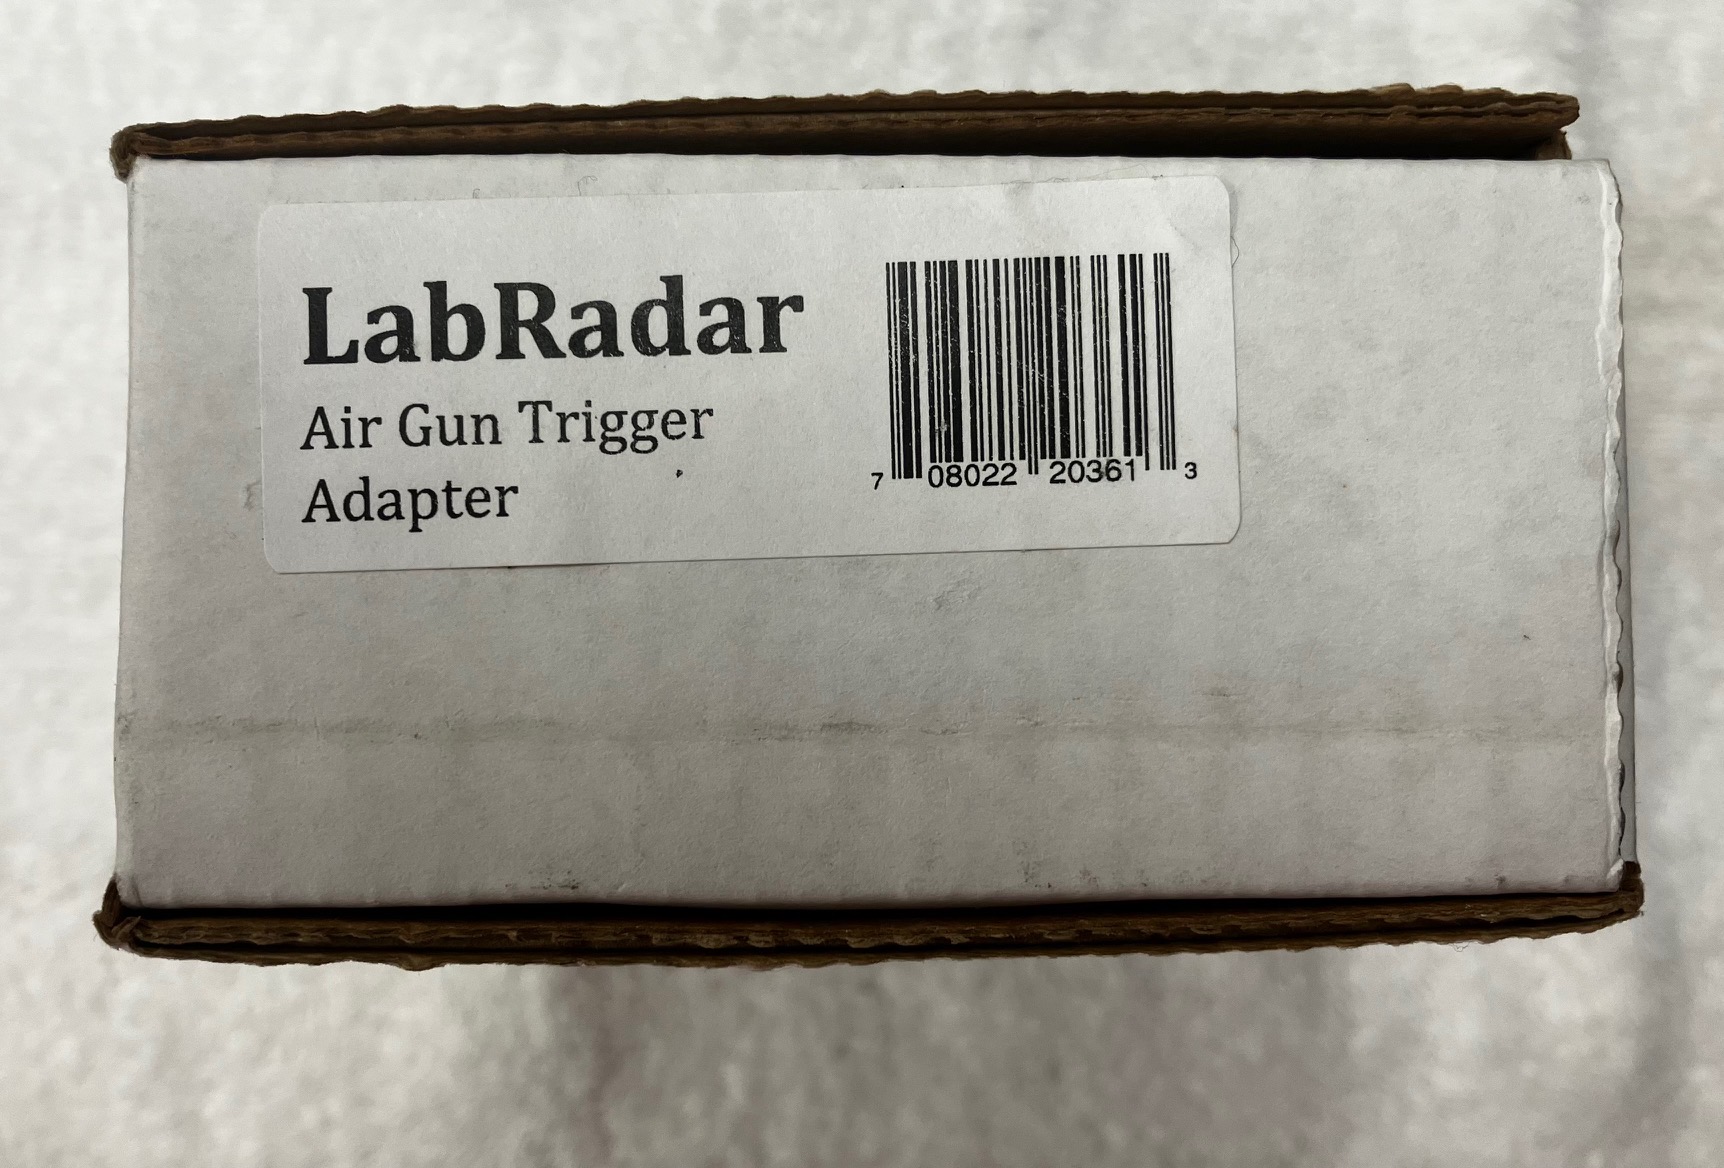 LabRadar
Air Gun Trigger
Adapter
7 08022 20361 3